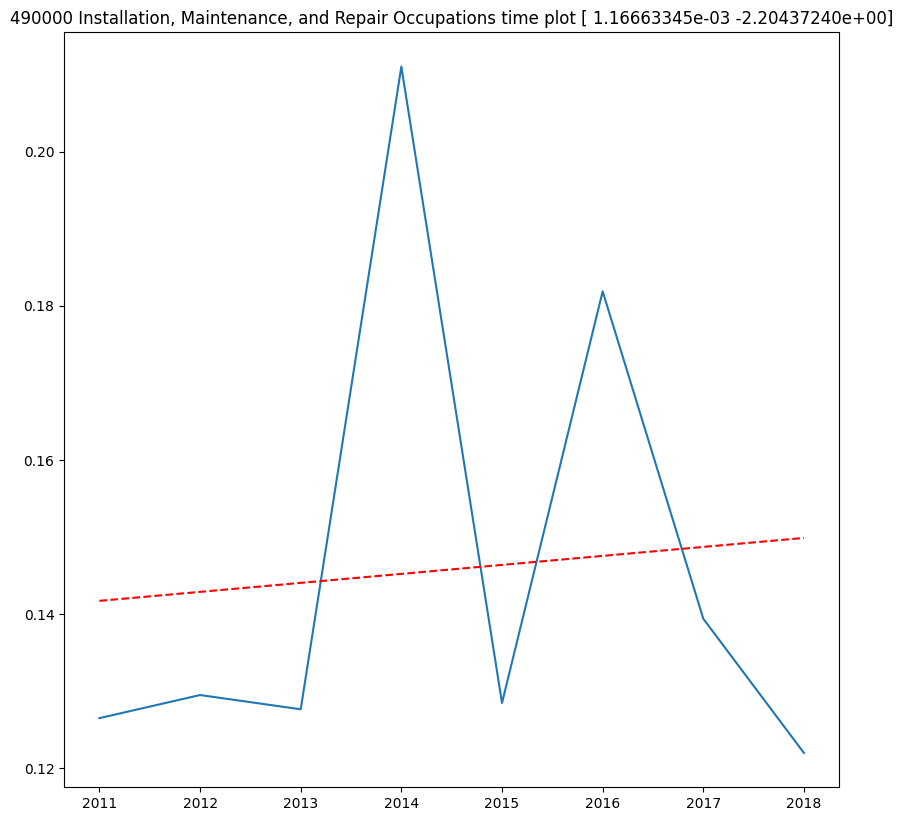 490000 Installation, Maintenance, and Repair Occupations time plot [ 1.16663345e-03 -2.20437240e+00]
0.20
0.18
0.16
0.14
0.12
2011 2012 2013 2014 2015 2016 2017 2018